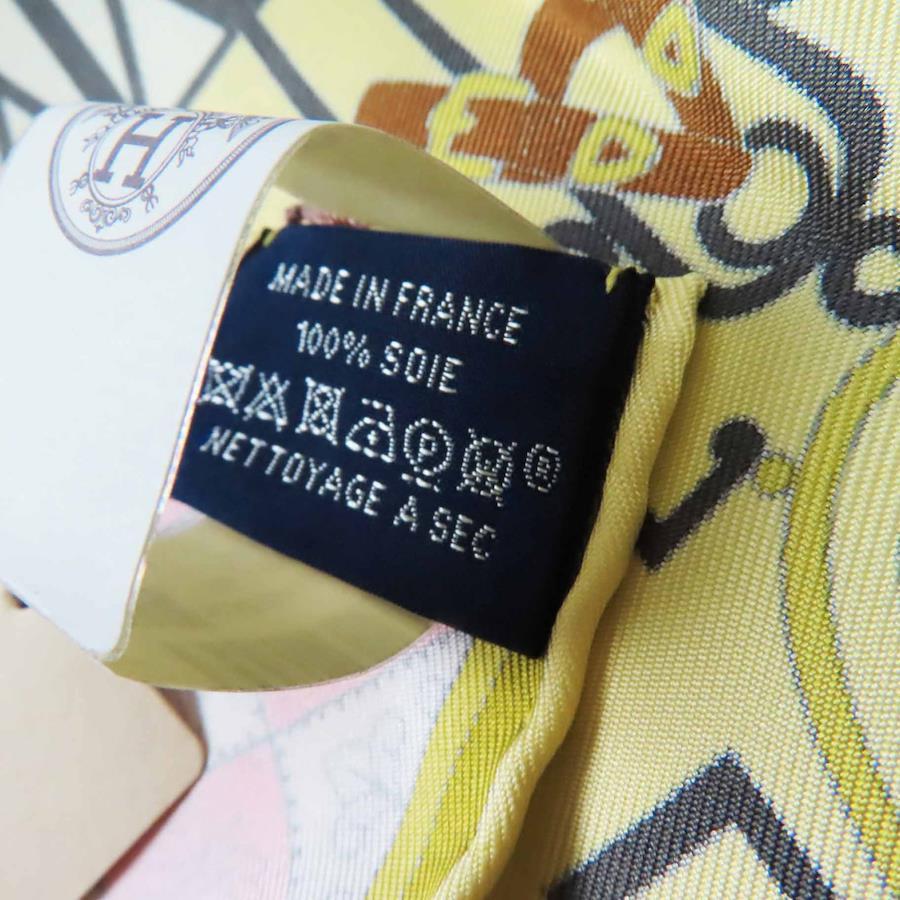 H
MADE IN FRANCE
100% SOIE
P
NETTOYAGE A SEC